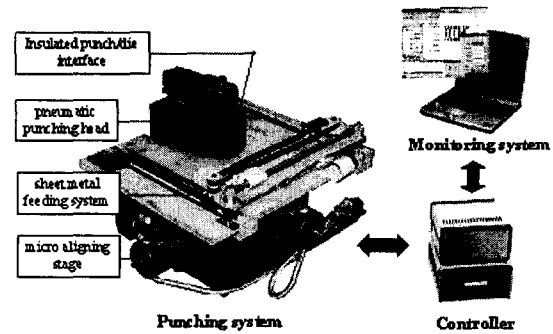 Insulated punch/die
interface
pneumatic
punching head
sheet metal
feeding system
micro aligning
stage
Punching system
Monitoring system
Controller